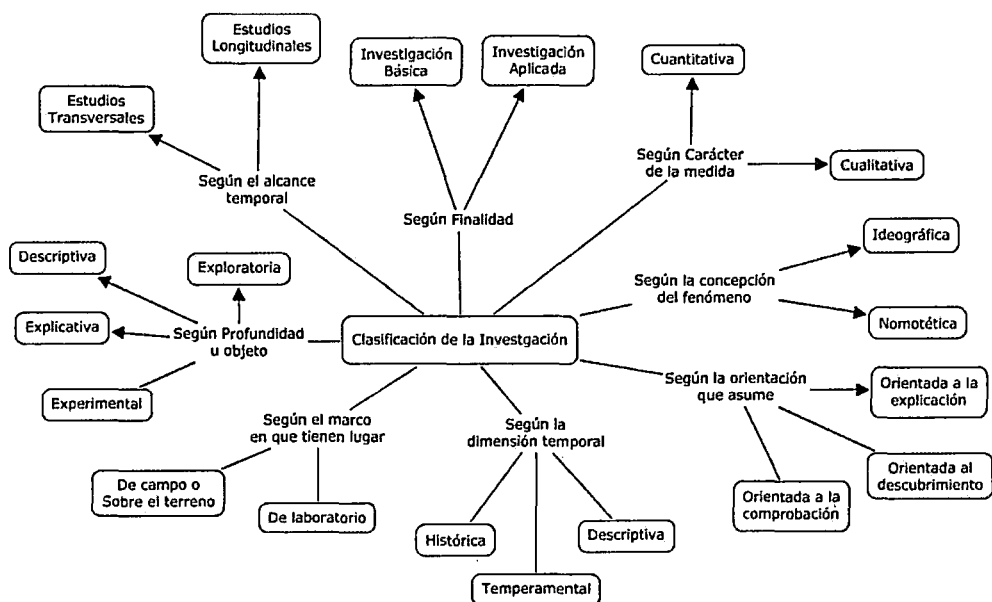 Estudios
Longitudinales
Investigación
Básica
Investigación
Aplicada
Cuantitativa
Estudios
Transversales
Según Carácter
de la medida
Cualitativa
Según el alcance
temporal
Según Finalidad
Ideográfica
Descriptiva
Exploratoria
Según la concepción
del fenómeno
Explicativa
Según Profundidad
u objeto
Clasificación de la Investgación
Nomotética
Según la orientación
que asume
Orientada a la
explicación
Experimental
Según el marco
en que tienen lugar
Según la
dimensión temporal
De campo o
Sobre el terreno
De laboratorio
Orientada a la
comprobación
Orientada al
descubrimiento
Histórica
Descriptiva
Temperamental